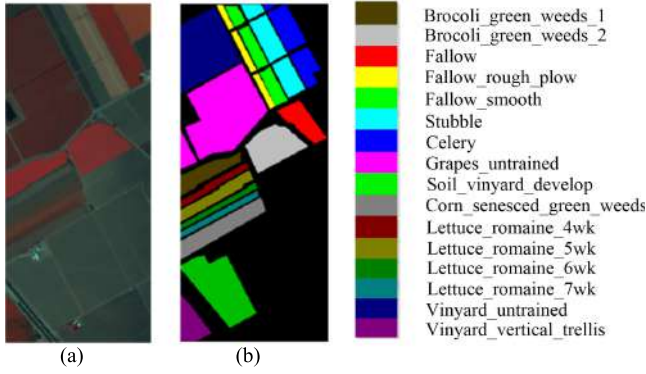 Brocoli_green_weeds_1
Brocoli_green_weeds_2
Fallow
Fallow_rough_plow
Fallow_smooth
Stubble
Celery
Grapes_untrained
Soil_vinyard_develop
Corn_senesced_green_weeds
Lettuce_romaine_4wk
Lettuce_romaine_5wk
Lettuce_romaine_6wk
Lettuce_romaine_7wk
Vinyard_untrained
Vinyard_vertical_trellis
(a)
(b)